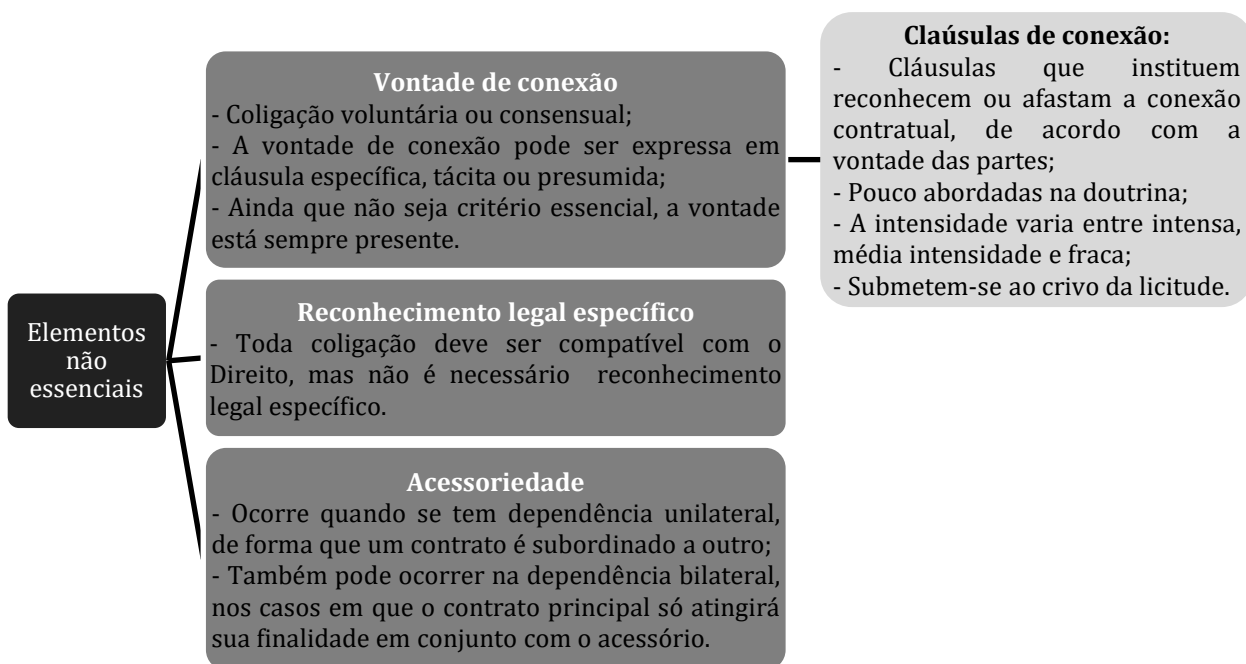 Elementos
não
essenciais
Vontade de conexão
- Coligação voluntária ou consensual;
- A vontade de conexão pode ser expressa em
cláusula específica, tácita ou presumida;
- Ainda que não seja critério essencial, a vontade
está sempre presente.
Claúsulas de conexão:
- Cláusulas que instituem
reconhecem ou afastam a conexão
contratual, de acordo com a
vontade das partes;
- Pouco abordadas na doutrina;
- A intensidade varia entre intensa,
média intensidade e fraca;
- Submetem-se ao crivo da licitude.
Reconhecimento legal específico
- Toda coligação deve ser compatível com o
Direito, mas não é necessário reconhecimento
legal específico.
Acessoriedade
- Ocorre quando se tem dependência unilateral,
de forma que um contrato é subordinado a outro;
- Também pode ocorrer na dependência bilateral,
nos casos em que o contrato principal só atingirá
sua finalidade em conjunto com o acessório.